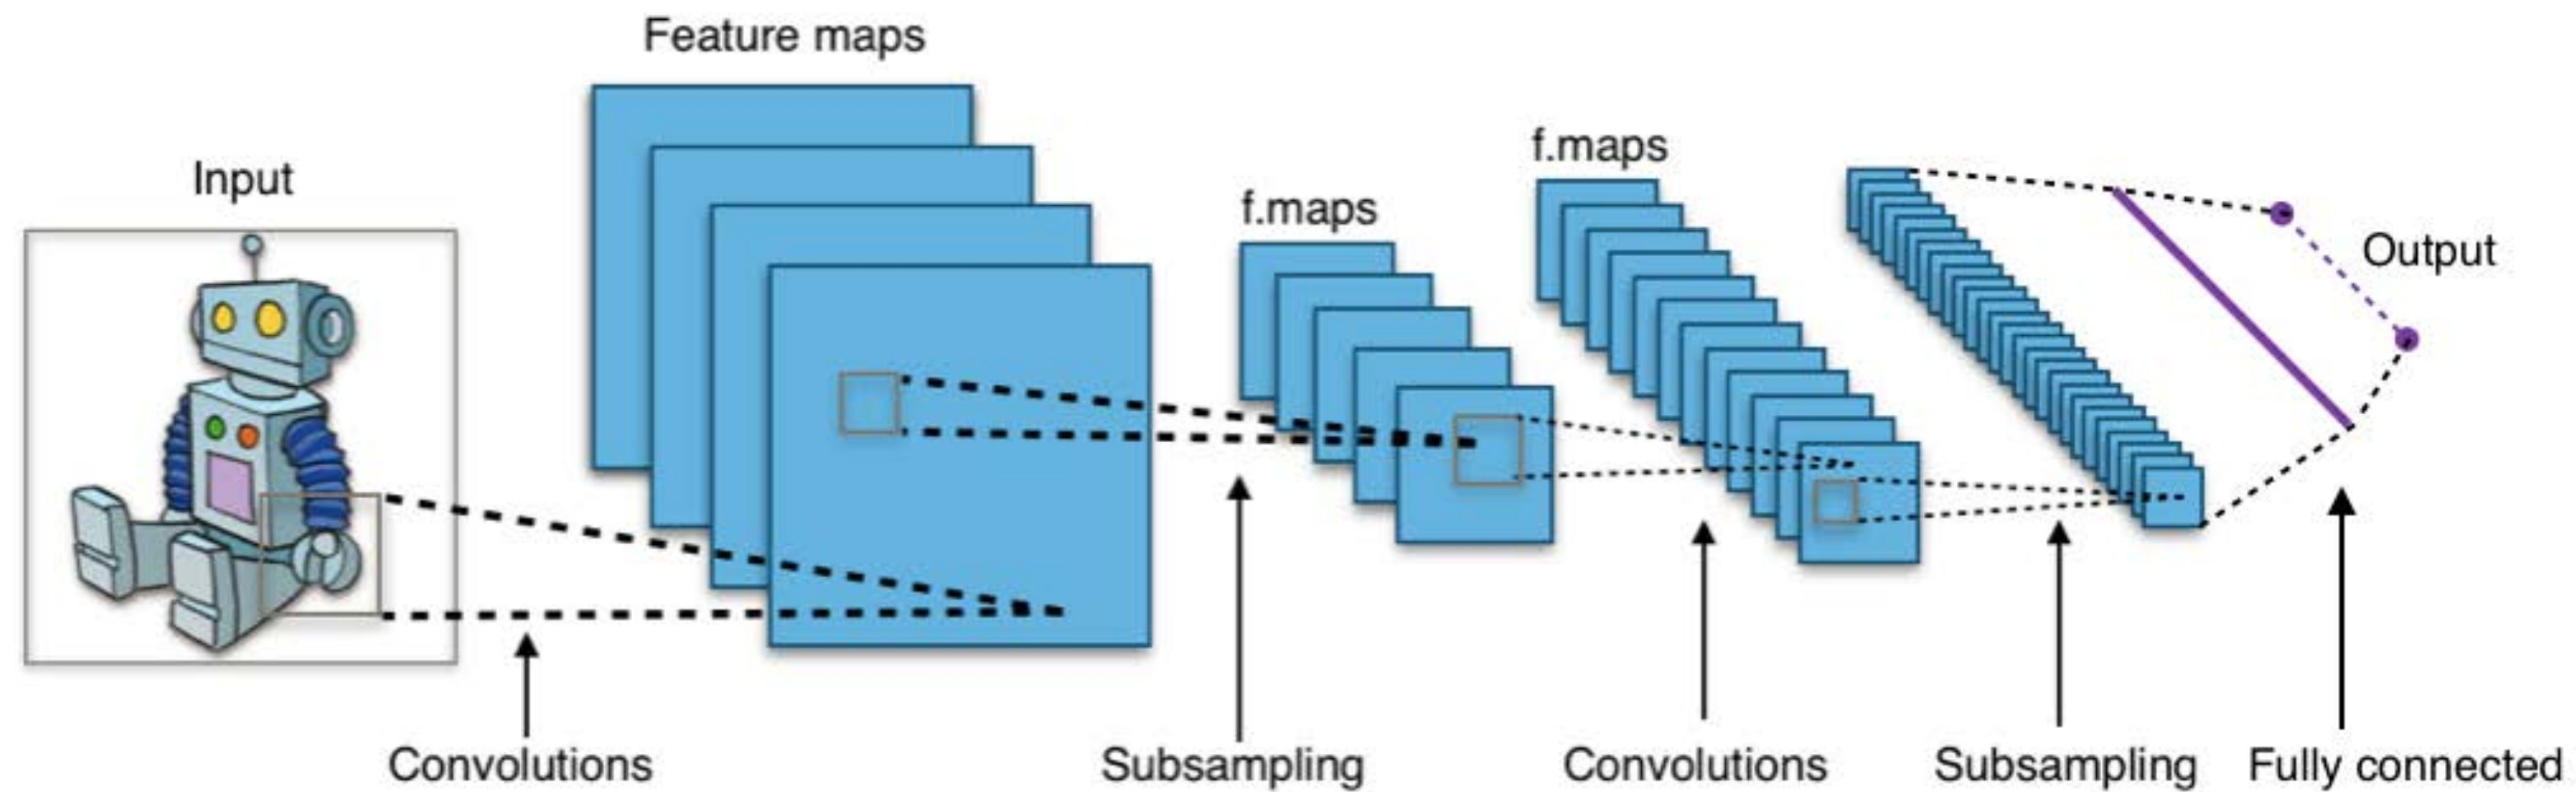 Feature maps
Input
f.maps
f.maps
Output
Convolutions
Subsampling
Convolutions
Subsampling
Fully connected